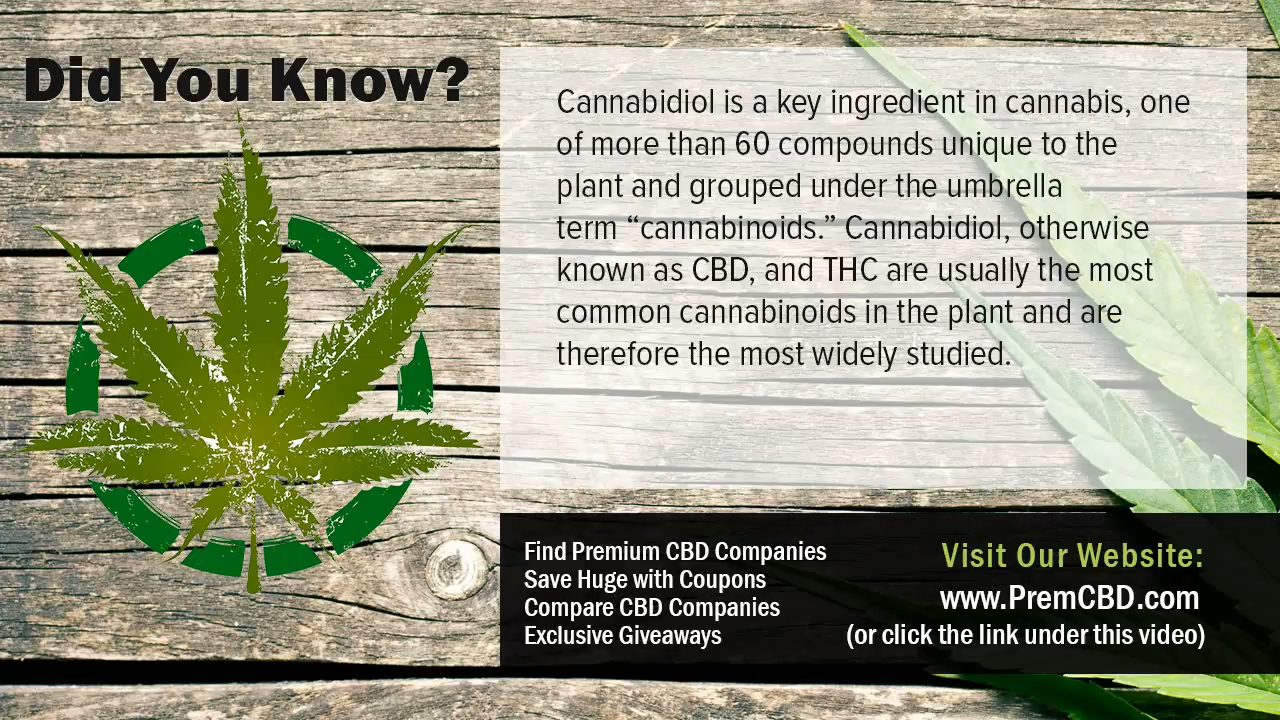 Did You Know?
Cannabidiol is a key ingredient in cannabis, one
of more than 60 compounds unique to the
plant and grouped under the umbrella
term “cannabinoids.” Cannabidiol, otherwise
known as CBD, and THC are usually the most
common cannabinoids in the plant and are
therefore the most widely studied.
Find Premium CBD Companies
Save Huge with Coupons
Compare CBD Companies
Exclusive Giveaways
Visit Our Website:
www.PremCBD.com
(or click the link under this video)